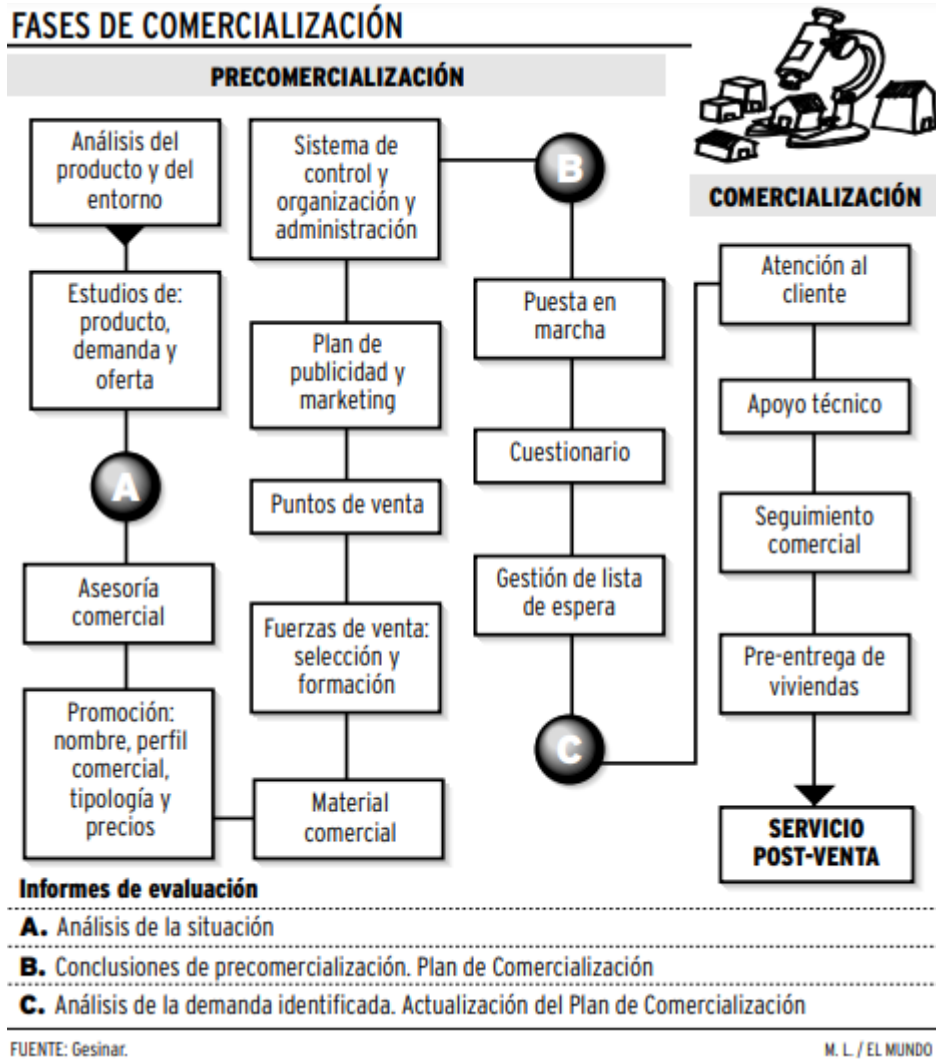 FASES DE COMERCIALIZACIÓN
PRECOMERCIALIZACIÓN
Análisis del
producto y del
entorno
Estudios de:
producto,
demanda y
oferta
A
Asesoría
comercial
Promoción:
nombre, perfil
comercial,
tipología y
precios
Material
comercial
Fuerzas de venta:
selección y
formación
Puntos de venta
Plan de
publicidad y
marketing
Sistema de
control y
organización y
administración
B
Puesta en
marcha
Cuestionario
Gestión de lista
de espera
C
COMERCIALIZACIÓN
Atención al
cliente
Apoyo técnico
Seguimiento
comercial
Pre-entrega de
viviendas
SERVICIO
POST-VENTA
Informes de evaluación
A. Análisis de la situación
B. Conclusiones de precomercialización. Plan de Comercialización
C. Análisis de la demanda identificada. Actualización del Plan de Comercialización
FUENTE: Gesinar.
M. L. / EL MUNDO